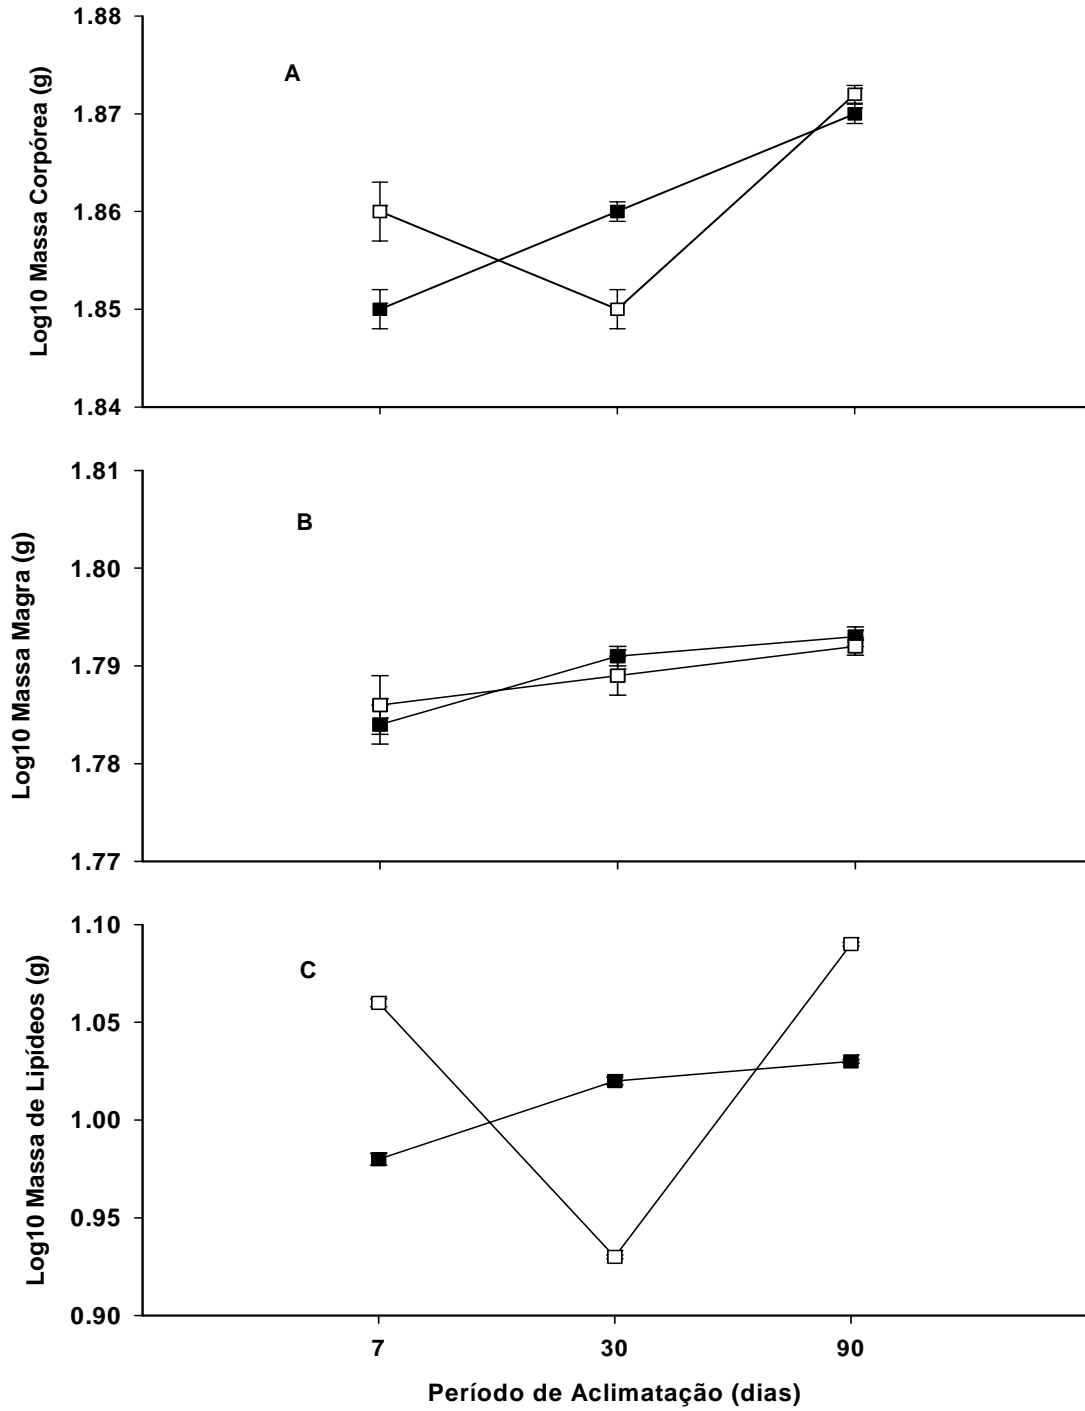 1.88
A
Log10 Massa Corpórea (g)
1.87
1.86
1.85
1.84
1.81
B
Log10 Massa Magra (g)
1.80
1.79
1.78
1.77
1.10
C
Log10 Massa de Lipídeos (g)
1.05
1.00
0.95
0.90
7 30 90
Período de Aclimatação (dias)